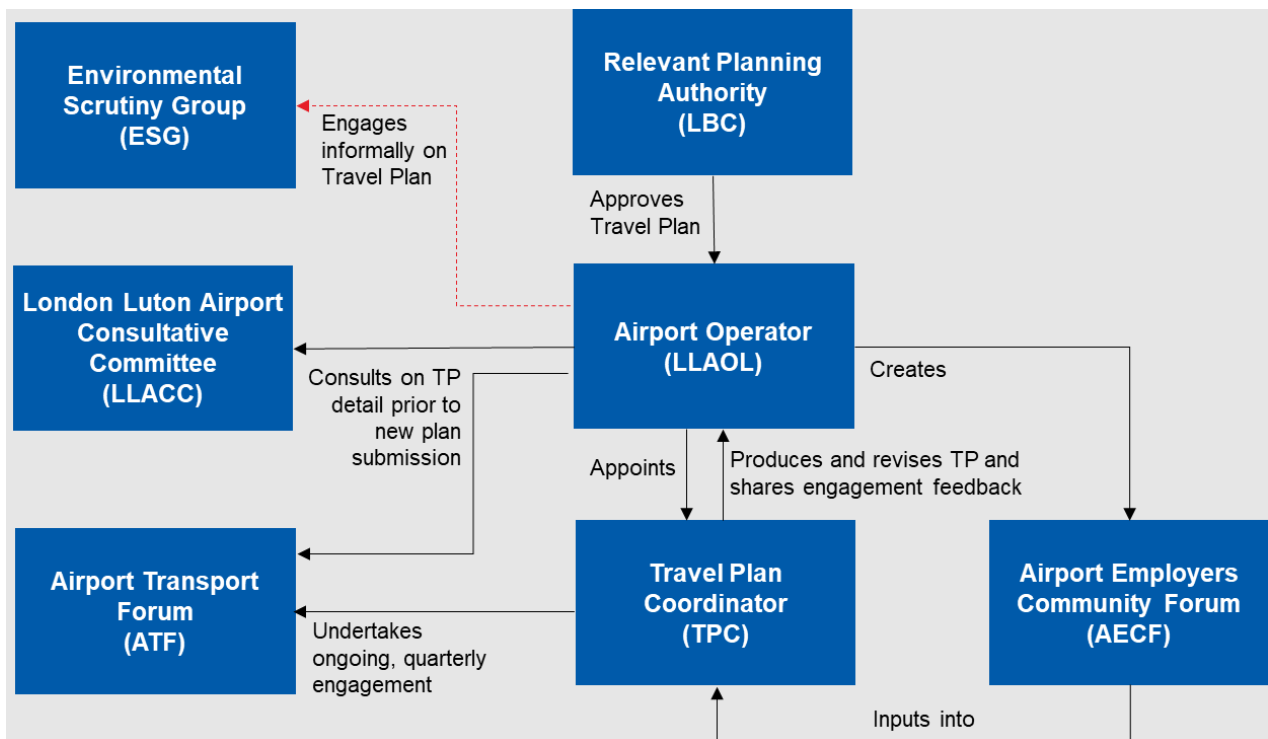 Environmental
Scrutiny Group
(ESG)
Relevant Planning
Authority
(LBC)
Engages
informally on
Travel Plan
Approves
Travel Plan
London Luton Airport
Consultative
Committee
(LLACC)
Airport Operator
(LLAOL)
Creates
Consults on TP
detail prior to
new plan
submission
Appoints
Produces and revises TP and
shares engagement feedback
Airport Transport
Forum
(ATF)
Undertakes
ongoing, quarterly
engagement
Travel Plan
Coordinator
(TPC)
Airport Employers
Community Forum
(AECF)
Inputs into